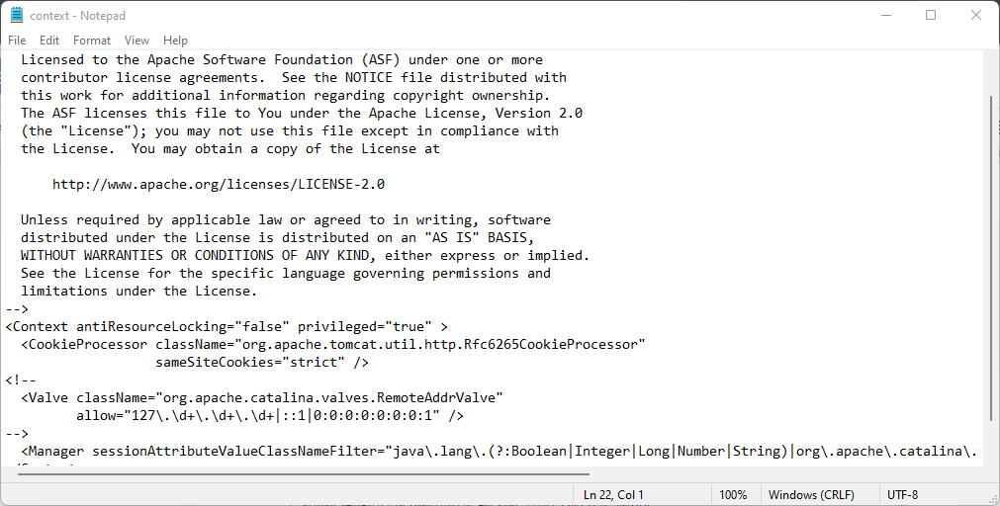 context - Notepad
File Edit Format View Help
Licensed to the Apache Software Foundation (ASF) under one or more
contributor license agreements.  See the NOTICE file distributed with
this work for additional information regarding copyright ownership.
The ASF licenses this file to You under the Apache License, Version 2.0
(the "License"); you may not use this file except in compliance with
the License.  You may obtain a copy of the License at
http://www.apache.org/licenses/LICENSE-2.0
Unless required by applicable law or agreed to in writing, software
distributed under the License is distributed on an "AS IS" BASIS,
WITHOUT WARRANTIES OR CONDITIONS OF ANY KIND, either express or implied.
See the License for the specific language governing permissions and
limitations under the License.
-->
<Context antiResourceLocking="false" privileged="true" >
<CookieProcessor className="org.apache.tomcat.util.http.Rfc6265CookieProcessor"
sameSiteCookies="strict" />
<!--
<Valve className="org.apache.catalina.valves.RemoteAddrValve"
allow="127\.\d+\.\d+\.\d+|::1|0:0:0:0:0:0:0:1" />
-->
<Manager sessionAttributeValueClassNameFilter="java\.lang\.(?:Boolean|Integer|Long|Number|String)|org\.apache\.catalina\.
Ln 22, Col 1 100% Windows (CRLF) UTF-8